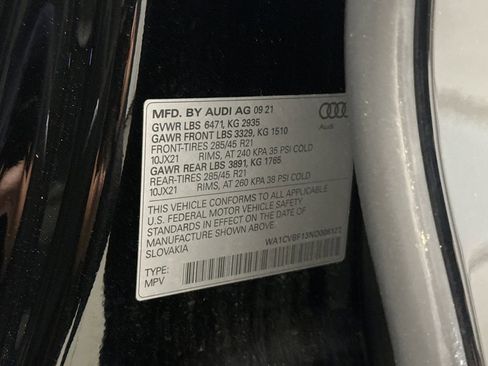 MFD. BY AUDI AG 09.21
GVWR LBS 6471, KG 2935
GAWR FRONT LBS 3329, KG 1510
FRONT-TIRES 285/45 R21
10JX21 RIMS, AT 240 KPA 35 PSI COLD
GAWR REAR LBS 3891, KG 1765
REAR-TIRES 285/45 R21
10JX21 RIMS, AT 260 KPA 38 PSI COLD
THIS VEHICLE CONFORMS TO ALL APPLICABLE
U.S. FEDERAL MOTOR VEHICLE SAFETY
STANDARDS IN EFFECT ON THE DATE OF
MANUFACTURE SHOWN ABOVE.
SLOVAKIA
TYPE:
MPV
Audi